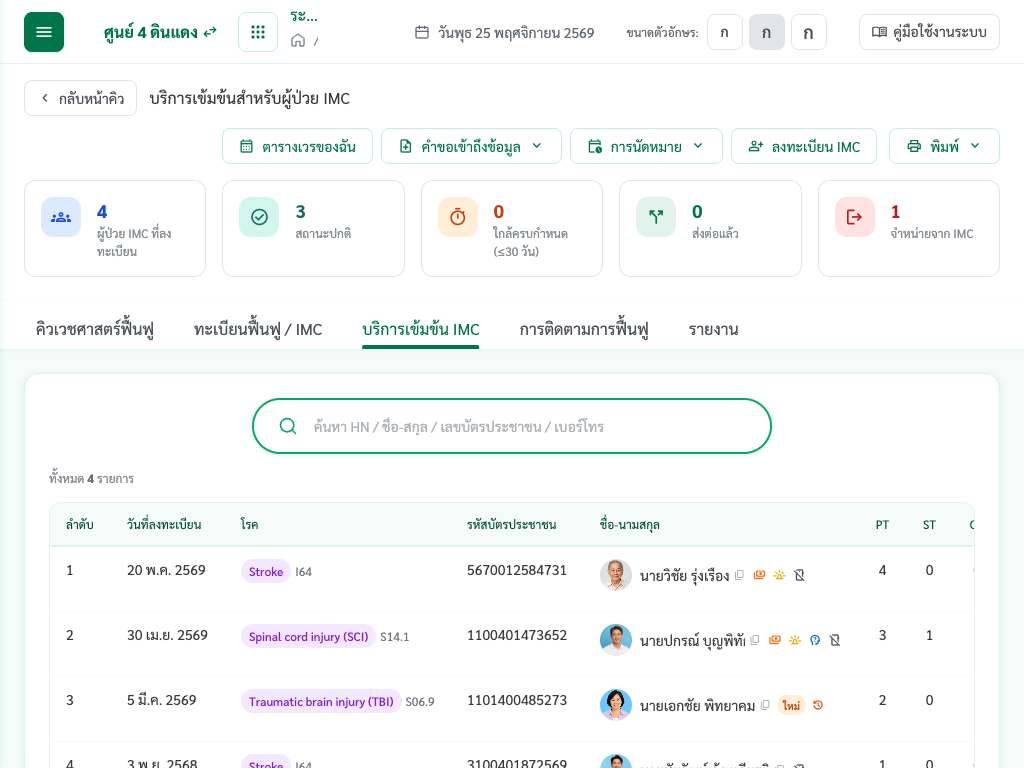 ศูนย์ 4 ดินแดง
ระ...
/
วันพุธ 25 พฤศจิกายน 2569
ขนาดตัวอักษร:
ก
ก
ก
คู่มือใช้งานระบบ
กลับหน้าคิว
บริการเข้มข้นสำหรับผู้ป่วย IMC
ตารางเวรของฉัน
คำขอเข้าถึงข้อมูล
การนัดหมาย
ลงทะเบียน IMC
พิมพ์
4
ผู้ป่วย IMC ที่ลง
ทะเบียน
3
สถานะปกติ
0
ใกล้ครบกำหนด
(≤30 วัน)
0
ส่งต่อแล้ว
1
จำหน่ายจาก IMC
คิวเวชศาสตร์ฟื้นฟู
ทะเบียนฟื้นฟู / IMC
บริการเข้มข้น IMC
การติดตามการฟื้นฟู
รายงาน
ค้นหา HN / ชื่อ-สกุล / เลขบัตรประชาชน / เบอร์โทร
ทั้งหมด 4 รายการ
ลำดับ วันที่ลงทะเบียน โรค รหัสบัตรประชาชน ชื่อ-นามสกุล PT ST
1 20 พ.ค. 2569 Stroke I64 5670012584731 นายวิชัย รุ่งเรือง 4 0
2 30 เม.ย. 2569 Spinal cord injury (SCI) S14.1 1100401473652 นายปกรณ์ บุญพิทั 3 1
3 5 มี.ค. 2569 Traumatic brain injury (TBI) S06.9 1101400485273 นายเอกชัย พิทยาคม ใหม่ 2 0
4 3 พ.ย. 2568 Stroke I64 3100401872569 1 0